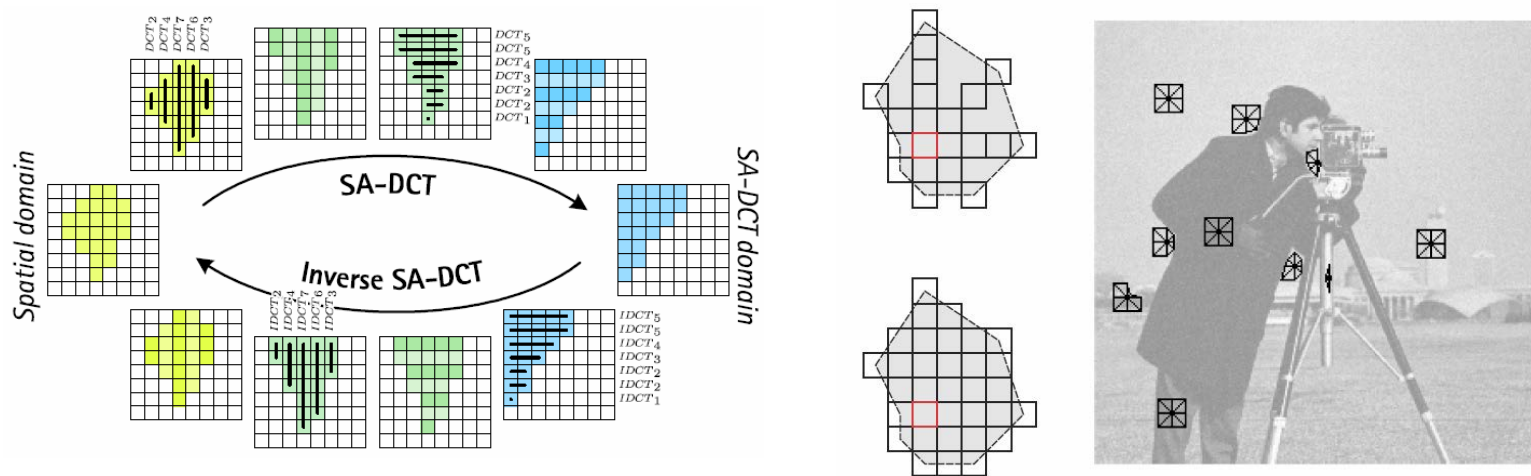 DCT2
DCT4
DCT7
DCT6
DCT3
DCT5
DCT5
DCT4
DCT3
DCT2
DCT2
DCT1
Spatial domain
SA-DCT
SA-DCT domain
Inverse SA-DCT
IDCT2
IDCT4
IDCT7
IDCT6
IDCT3
IDCT5
IDCT5
IDCT4
IDCT3
IDCT2
IDCT2
IDCT1